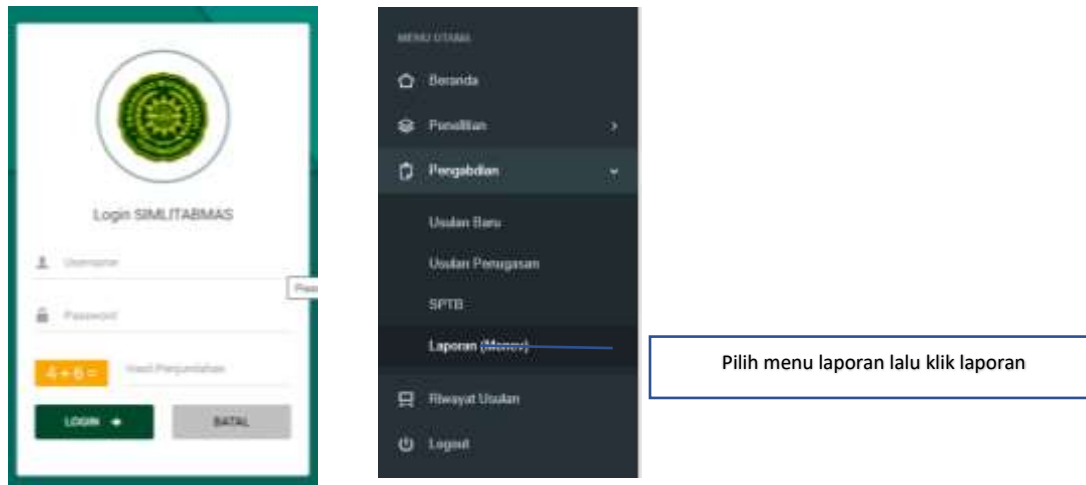 Login SIMLITABMAS
Username
Password
4 + 6 =
Hasil Penjumlahan
LOGIN
BATAL
MENU UTAMA
Beranda
Penelitian
Pengabdian
Usulan Baru
Usulan Penugasan
SPTB
Laporan (Monev)
Riwayat Usulan
Logout
Pilih menu laporan lalu klik laporan